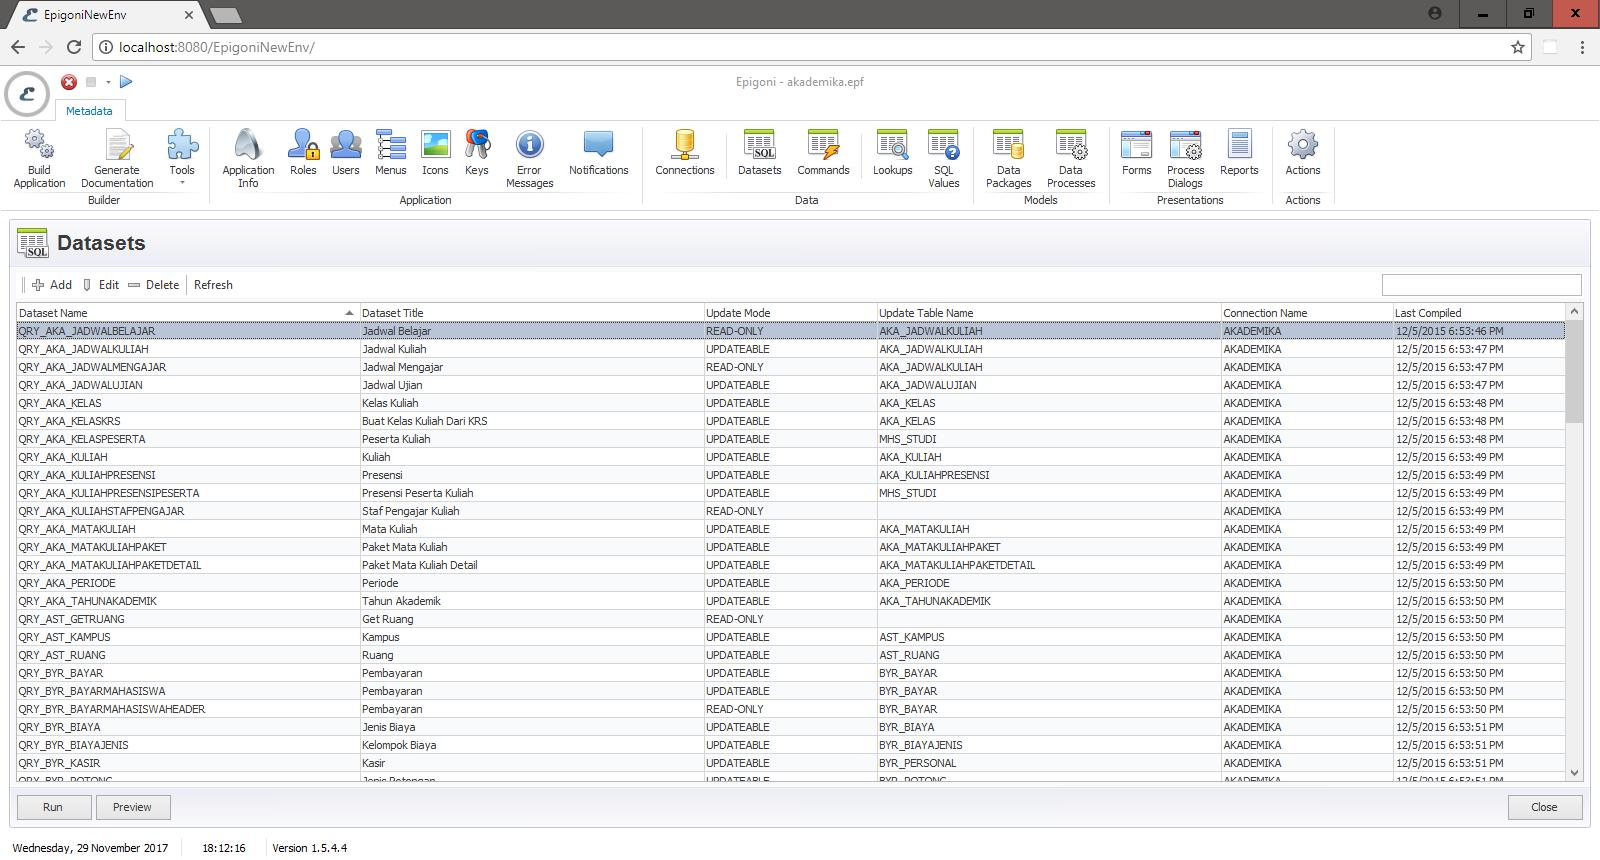 EpigoniNewEnv
localhost:8080/EpigoniNewEnv/
Epigoni - akademika.epf
Metadata
Build Application
Generate Documentation
Tools
Application Info
Roles
Users
Menus
Icons
Keys
Error Messages
Notifications
Connections
Datasets
Commands
Lookups
SQL Values
Data Packages
Data Processes
Forms
Process Dialogs
Reports
Actions
Builder
Application
Data
Models
Presentations
Actions
SQL Datasets
Add Edit Delete Refresh
Dataset Name Dataset Title Update Mode Update Table Name Connection Name Last Compiled
QRY_AKA_JADWALBELAJAR Jadwal Belajar READ-ONLY AKA_JADWALKULIAH AKADEMIKA 12/5/2015 6:53:46 PM
QRY_AKA_JADWALKULIAH Jadwal Kuliah UPDATEABLE AKA_JADWALKULIAH AKADEMIKA 12/5/2015 6:53:47 PM
QRY_AKA_JADWALMENGAJAR Jadwal Mengajar READ-ONLY AKA_JADWALKULIAH AKADEMIKA 12/5/2015 6:53:47 PM
QRY_AKA_JADWALUJIAN Jadwal Ujian UPDATEABLE AKA_JADWALUJIAN AKADEMIKA 12/5/2015 6:53:47 PM
QRY_AKA_KELAS Kelas Kuliah UPDATEABLE AKA_KELAS AKADEMIKA 12/5/2015 6:53:48 PM
QRY_AKA_KELASKRS Buat Kelas Kuliah Dari KRS UPDATEABLE AKA_KELAS AKADEMIKA 12/5/2015 6:53:48 PM
QRY_AKA_KELASPESERTA Peserta Kuliah UPDATEABLE MHS_STUDI AKADEMIKA 12/5/2015 6:53:48 PM
QRY_AKA_KULIAH Kuliah UPDATEABLE AKA_KULIAH AKADEMIKA 12/5/2015 6:53:49 PM
QRY_AKA_KULIAHPRESENSI Presensi UPDATEABLE AKA_KULIAHPRESENSI AKADEMIKA 12/5/2015 6:53:49 PM
QRY_AKA_KULIAHPRESENSIPESERTA Presensi Peserta Kuliah UPDATEABLE MHS_STUDI AKADEMIKA 12/5/2015 6:53:49 PM
QRY_AKA_KULIAHSTAFPENGAJAR Staf Pengajar Kuliah READ-ONLY AKADEMIKA 12/5/2015 6:53:49 PM
QRY_AKA_MATAKULIAH Mata Kuliah UPDATEABLE AKA_MATAKULIAH AKADEMIKA 12/5/2015 6:53:49 PM
QRY_AKA_MATAKULIAHPAKET Paket Mata Kuliah UPDATEABLE AKA_MATAKULIAHPAKET AKADEMIKA 12/5/2015 6:53:49 PM
QRY_AKA_MATAKULIAHPAKETDETAIL Paket Mata Kuliah Detail UPDATEABLE AKA_MATAKULIAHPAKETDETAIL AKADEMIKA 12/5/2015 6:53:49 PM
QRY_AKA_PERIODE Periode UPDATEABLE AKA_PERIODE AKADEMIKA 12/5/2015 6:53:50 PM
QRY_AKA_TAHUNAKADEMIK Tahun Akademik UPDATEABLE AKA_TAHUNAKADEMIK AKADEMIKA 12/5/2015 6:53:50 PM
QRY_AST_GETRUANG Get Ruang READ-ONLY AKADEMIKA 12/5/2015 6:53:50 PM
QRY_AST_KAMPUS Kampus UPDATEABLE AST_KAMPUS AKADEMIKA 12/5/2015 6:53:50 PM
QRY_AST_RUANG Ruang UPDATEABLE AST_RUANG AKADEMIKA 12/5/2015 6:53:50 PM
QRY_BYR_BAYAR Pembayaran UPDATEABLE BYR_BAYAR AKADEMIKA 12/5/2015 6:53:50 PM
QRY_BYR_BAYARMAHASISWA Pembayaran UPDATEABLE BYR_BAYAR AKADEMIKA 12/5/2015 6:53:50 PM
QRY_BYR_BAYARMAHASISWAHEADER Pembayaran READ-ONLY BYR_BAYAR AKADEMIKA 12/5/2015 6:53:50 PM
QRY_BYR_BIAYA Jenis Biaya UPDATEABLE BYR_BIAYA AKADEMIKA 12/5/2015 6:53:51 PM
QRY_BYR_BIAYAJENIS Kelompok Biaya UPDATEABLE BYR_BIAYAJENIS AKADEMIKA 12/5/2015 6:53:51 PM
QRY_BYR_KASIR Kasir UPDATEABLE BYR_PERSONAL AKADEMIKA 12/5/2015 6:53:51 PM
QRY_BYR_POTONG Jenis Potongan UPDATEABLE BYR_POTONG AKADEMIKA 12/5/2015 6:53:51 PM
Run Preview Close
Wednesday, 29 November 2017 18:12:16 Version 1.5.4.4